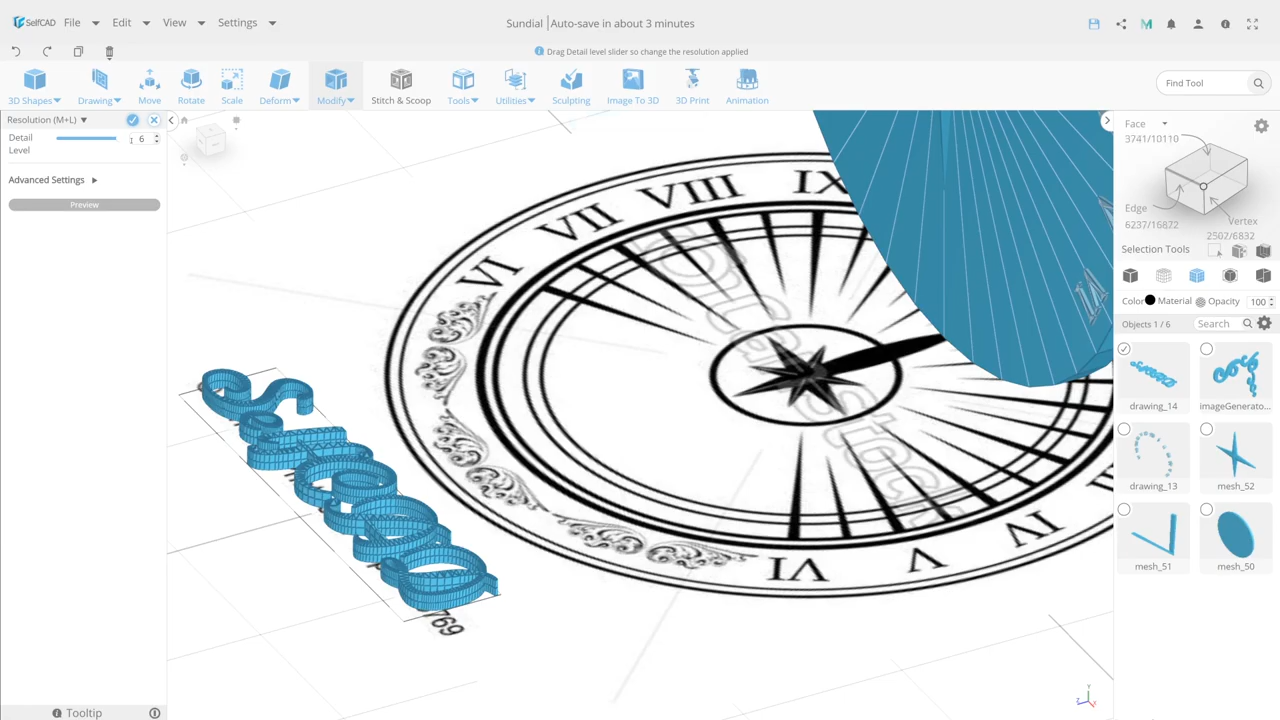 SelfCAD File Edit View Settings Sundial |Auto-save in about 3 minutes
Drag Detail level slider so change the resolution applied
3D Shapes Drawing Move Rotate Scale Deform Modify Stitch & Scoop Tools Utilities Sculpting Image To 3D 3D Print Animation Find Tool
Resolution (M+L)
Detail Level 6
Advanced Settings
Preview
Tooltip
VI VII VIII IX
VI V IV
769
Face
3741/10110
Edge
6237/16872
Vertex
2507/6832
Selection Tools
Color Material Opacity 100
Objects 1 / 6 Search
drawing_14 imageGenerato...
drawing_13 mesh_52
mesh_51 mesh_50